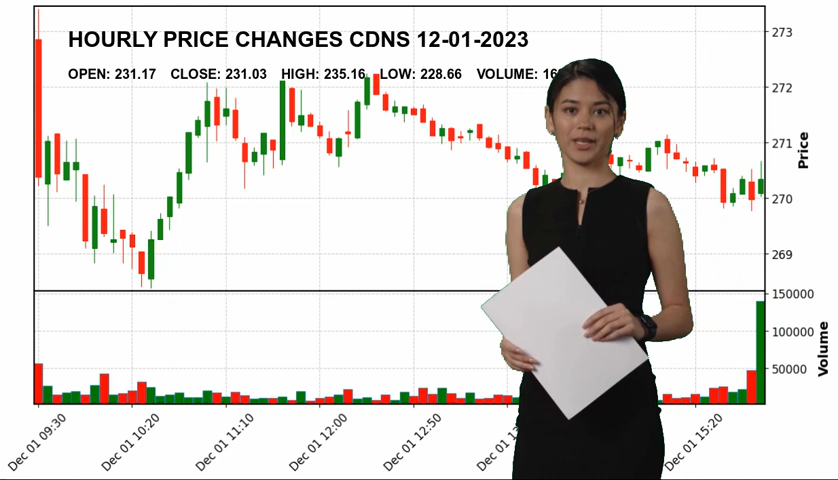 HOURLY PRICE CHANGES CDNS 12-01-2023
OPEN: 231.17 CLOSE: 231.03 HIGH: 235.16 LOW: 228.66 VOLUME:
273
272
271
270
269
Price
150000
100000
50000
Volume
Dec 01 09:30
Dec 01 10:20
Dec 01 11:10
Dec 01 12:00
Dec 01 12:50
Dec 01
Dec 01 15:20